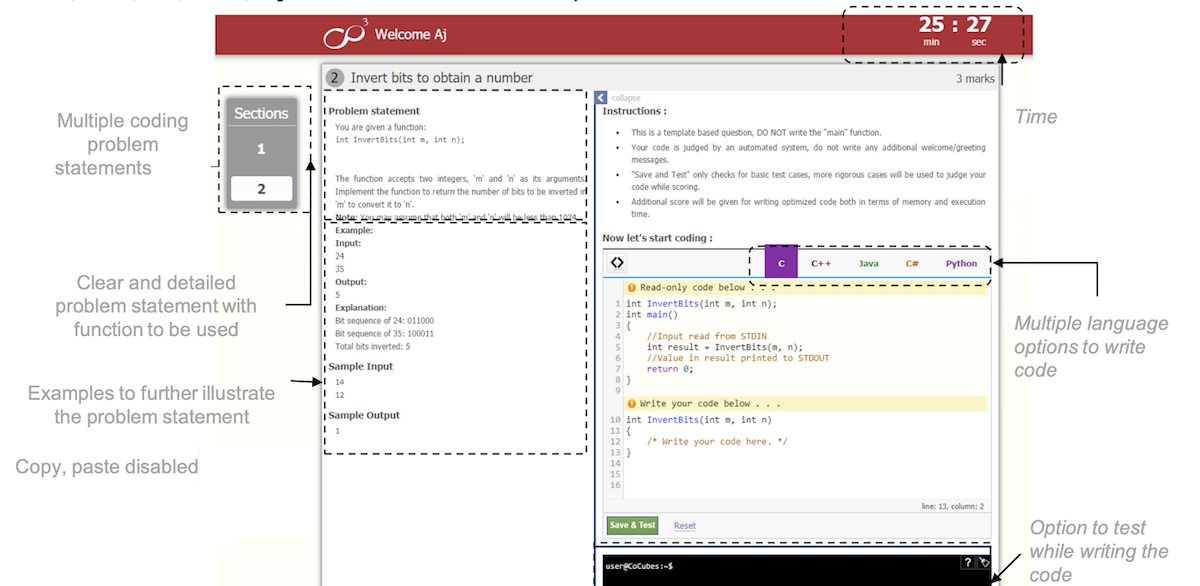 3
Welcome Aj
25 : 27
min sec
2 Invert bits to obtain a number
3 marks
Time
Multiple coding
problem
statements
Sections
1
2
Problem statement
You are given a function:
int InvertBits(int m, int n);
The function accepts two integers, 'm' and 'n' as its arguments.
Implement the function to return the number of bits to be inverted in
'm' to convert it to 'n'.
Note: You may assume that both 'm' and 'n' will be less than 1024.
Example:
Input:
24
35
Output:
5
Explanation:
Bit sequence of 24: 011000
Bit sequence of 35: 100011
Total bits inverted: 5
Sample Input
14
12
Sample Output
1
Clear and detailed
problem statement with
function to be used
Examples to further illustrate
the problem statement
Copy, paste disabled
collapse
Instructions :
• This is a template based question, DO NOT write the "main" function.
• Your code is judged by an automated system, do not write any additional welcome/greeting
messages.
• "Save and Test" only checks for basic test cases, more rigorous cases will be used to judge your
code while scoring.
• Additional score will be given for writing optimized code both in terms of memory and execution
time.
Now let's start coding :
C C++ Java C# Python
Read-only code below . . .
1 int InvertBits(int m, int n);
2 int main()
3 {
4 //Input read from STDIN
5 int result = InvertBits(m, n);
6 //Value in result printed to STDOUT
7 return 0;
8 }
9
Write your code below . . .
10 int InvertBits(int m, int n)
11 {
12 /* Write your code here. */
13 }
14
15
16
line: 13, column: 2
Save & Test Reset
user@CoCubes:~$
?
Multiple language
options to write
code
Option to test
while writing the
code